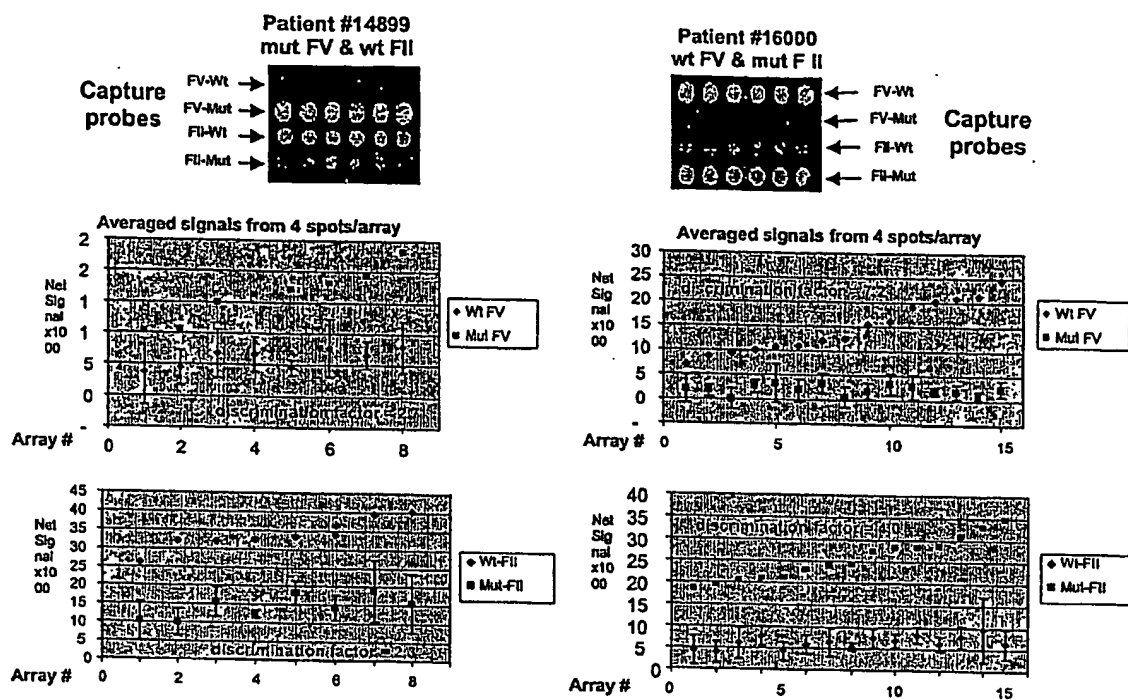 Patient #14899
mut FV & wt FII
Patient #16000
wt FV & mut F II
Capture
probes
FV-Wt
FV-Mut
FII-Wt
FII-Mut
FV-Wt
FV-Mut
FII-Wt
FII-Mut
Capture
probes
Averaged signals from 4 spots/array
2
2
1
1
5
0
-
Net
Sig
nal
x10
00
discrimination factor
Wt FV
Mut FV
Array #
0
2
4
6
8
Averaged signals from 4 spots/array
30
25
20
15
10
5
0
-
Net
Sig
nal
x10
00
discrimination factor
Wt FV
Mut FV
Array #
0
5
10
15
45
40
35
30
25
20
15
10
5
0
Net
Sig
nal
x10
00
discrimination factor
Wt-FII
Mut-FII
Array #
0
2
4
6
8
40
35
30
25
20
15
10
5
0
Net
Sig
nal
x10
00
discrimination factor
Wt-FII
Mut-FII
Array #
0
5
10
15